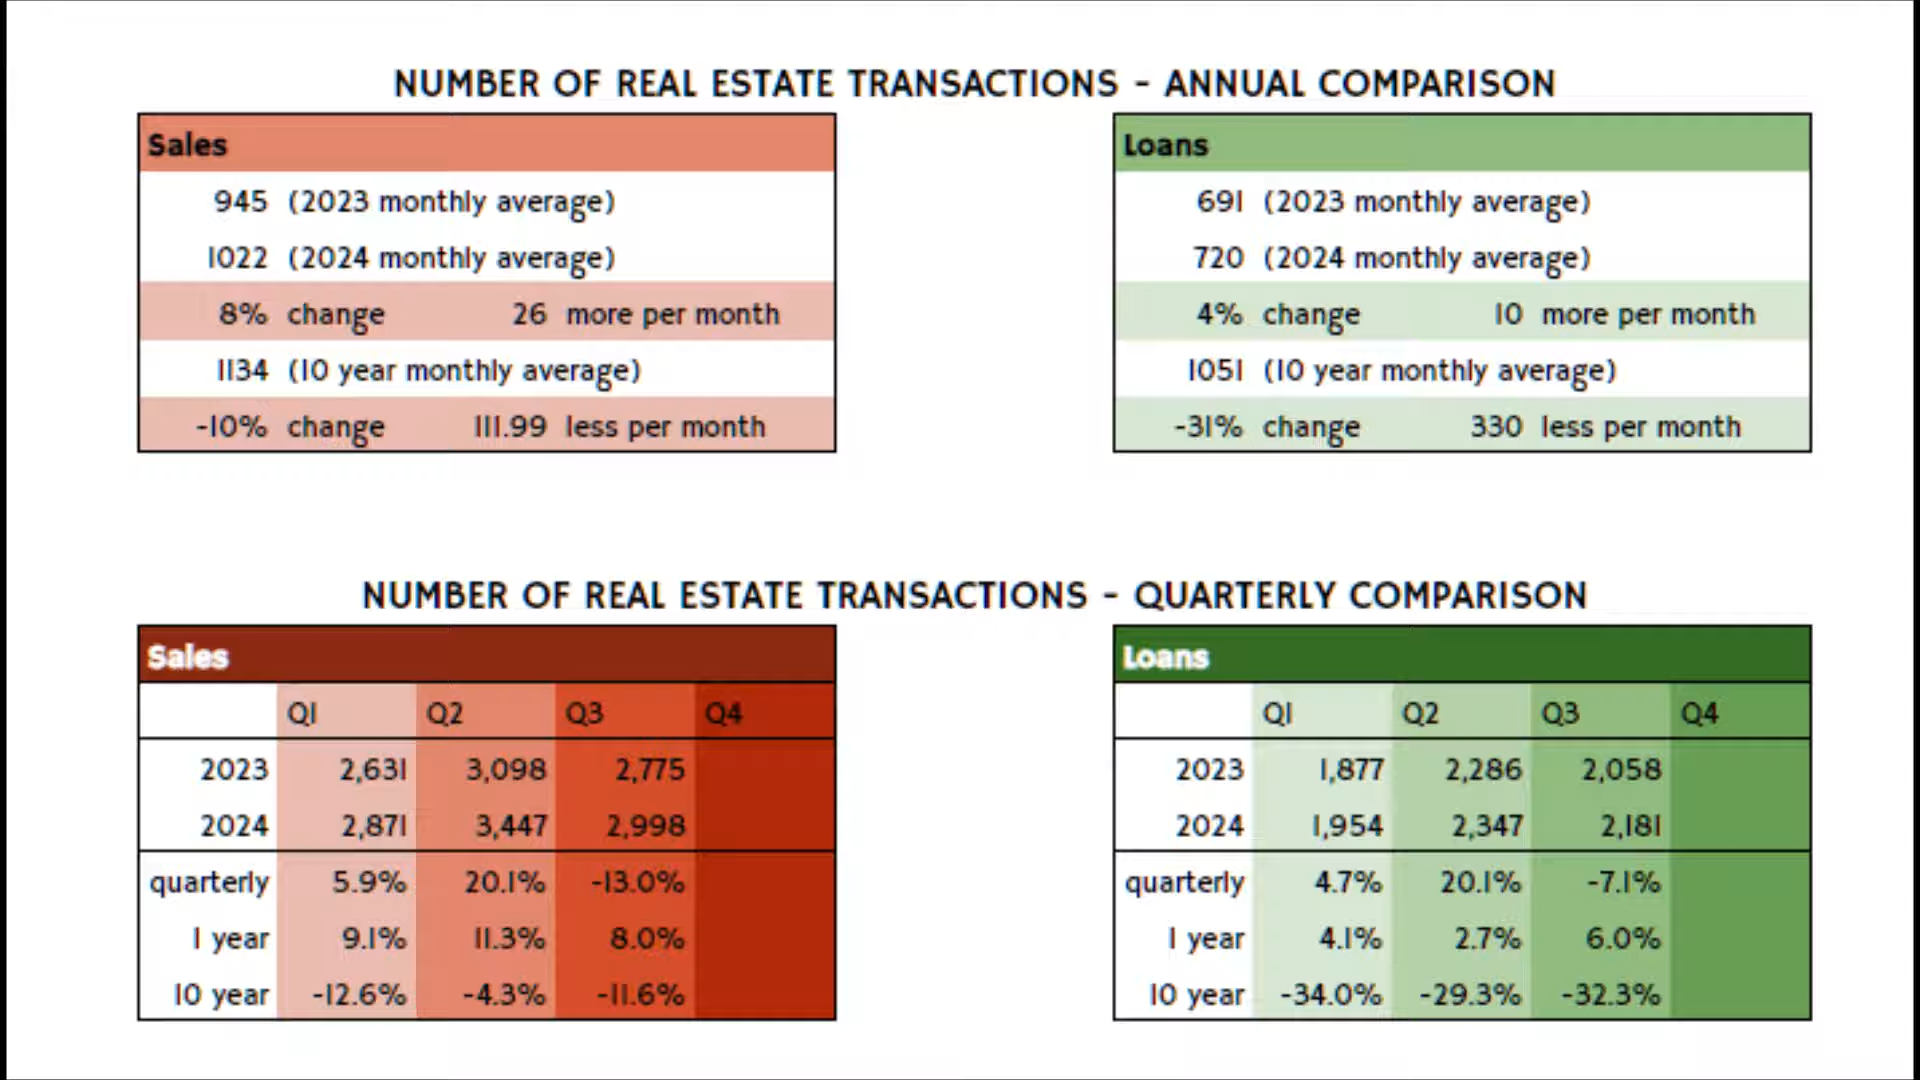 NUMBER OF REAL ESTATE TRANSACTIONS - ANNUAL COMPARISON
Sales
945 (2023 monthly average)
1022 (2024 monthly average)
8% change 26 more per month
1134 (10 year monthly average)
-10% change 111.99 less per month
Loans
691 (2023 monthly average)
720 (2024 monthly average)
4% change 10 more per month
1051 (10 year monthly average)
-31% change 330 less per month
NUMBER OF REAL ESTATE TRANSACTIONS - QUARTERLY COMPARISON
Sales
Q1 Q2 Q3 Q4
2023 2,631 3,098 2,775
2024 2,871 3,447 2,998
quarterly 5.9% 20.1% -13.0%
1 year 9.1% 11.3% 8.0%
10 year -12.6% -4.3% -11.6%
Loans
Q1 Q2 Q3 Q4
2023 1,877 2,286 2,058
2024 1,954 2,347 2,181
quarterly 4.7% 20.1% -7.1%
1 year 4.1% 2.7% 6.0%
10 year -34.0% -29.3% -32.3%